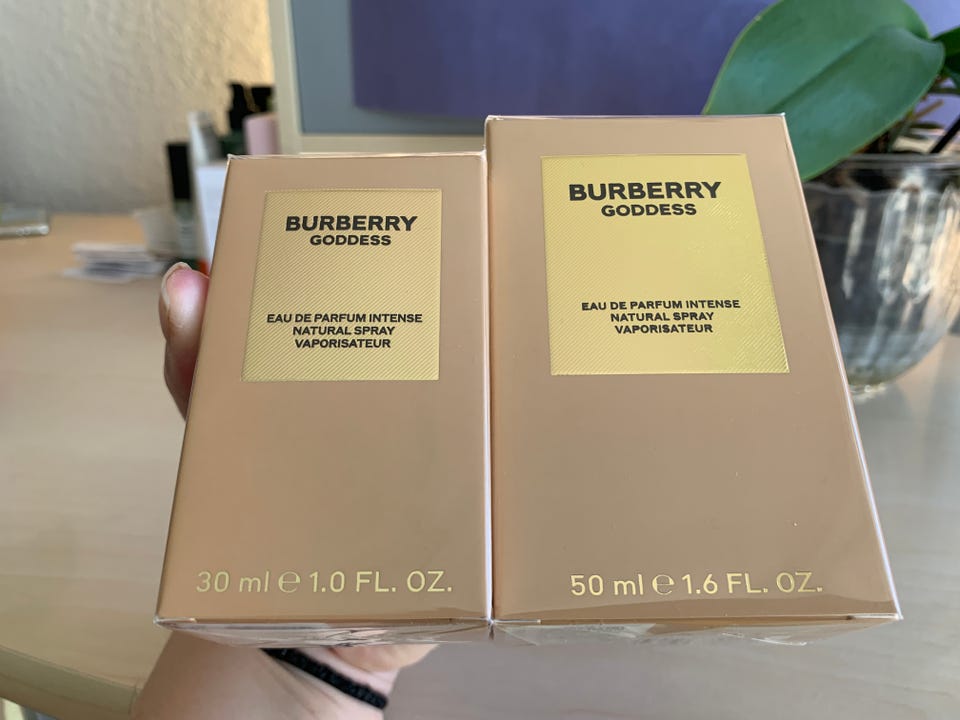 BURBERRY
GODDESS
EAU DE PARFUM INTENSE
NATURAL SPRAY
VAPORISATEUR
30 ml ℮ 1.0 FL. OZ.
BURBERRY
GODDESS
EAU DE PARFUM INTENSE
NATURAL SPRAY
VAPORISATEUR
50 ml ℮ 1.6 FL. OZ.